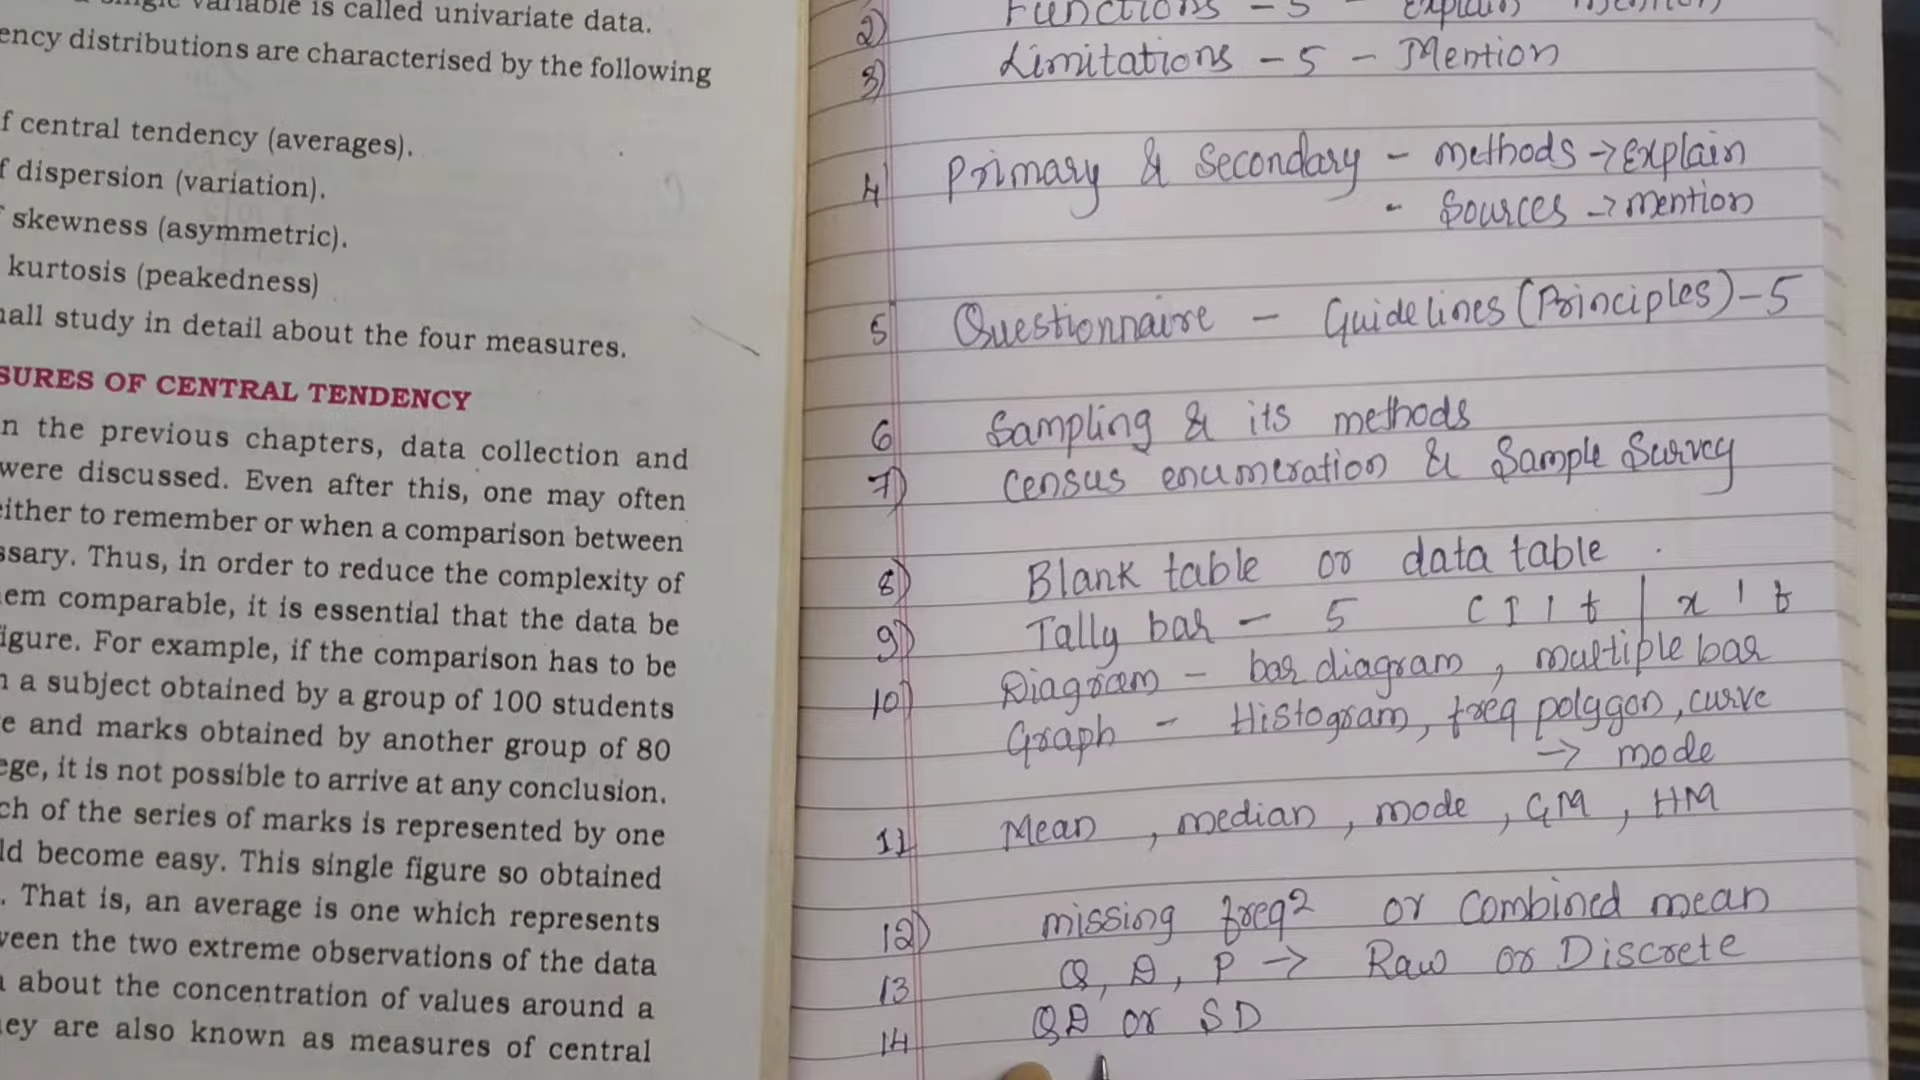 single variable is called univariate data.
ency distributions are characterised by the following
f central tendency (averages).
f dispersion (variation).
skewness (asymmetric).
kurtosis (peakedness)
all study in detail about the four measures.
SURES OF CENTRAL TENDENCY
n the previous chapters, data collection and
were discussed. Even after this, one may often
ither to remember or when a comparison between
ssary. Thus, in order to reduce the complexity of
em comparable, it is essential that the data be
igure. For example, if the comparison has to be
n a subject obtained by a group of 100 students
e and marks obtained by another group of 80
ege, it is not possible to arrive at any conclusion.
ch of the series of marks is represented by one
ld become easy. This single figure so obtained
. That is, an average is one which represents
ween the two extreme observations of the data
about the concentration of values around a
ey are also known as measures of central
2) Functions - 5 - Explain
3) Limitations - 5 - Mention
4 Primary & Secondary - methods → Explain
- Sources → mention
5 Questionnaire - Guidelines (Principles) - 5
6 Sampling & its methods
7) Census enumeration & Sample Survey
8) Blank table or data table
9) Tally bar - 5 CI | f | x | f
10) Diagram - bar diagram, multiple bar
Graph - Histogram, freq polygon, curve
→ mode
11 Mean, median, mode, GM, HM
12) missing freq2 or Combined mean
13 Q, D, P → Raw or Discrete
14 QD or SD